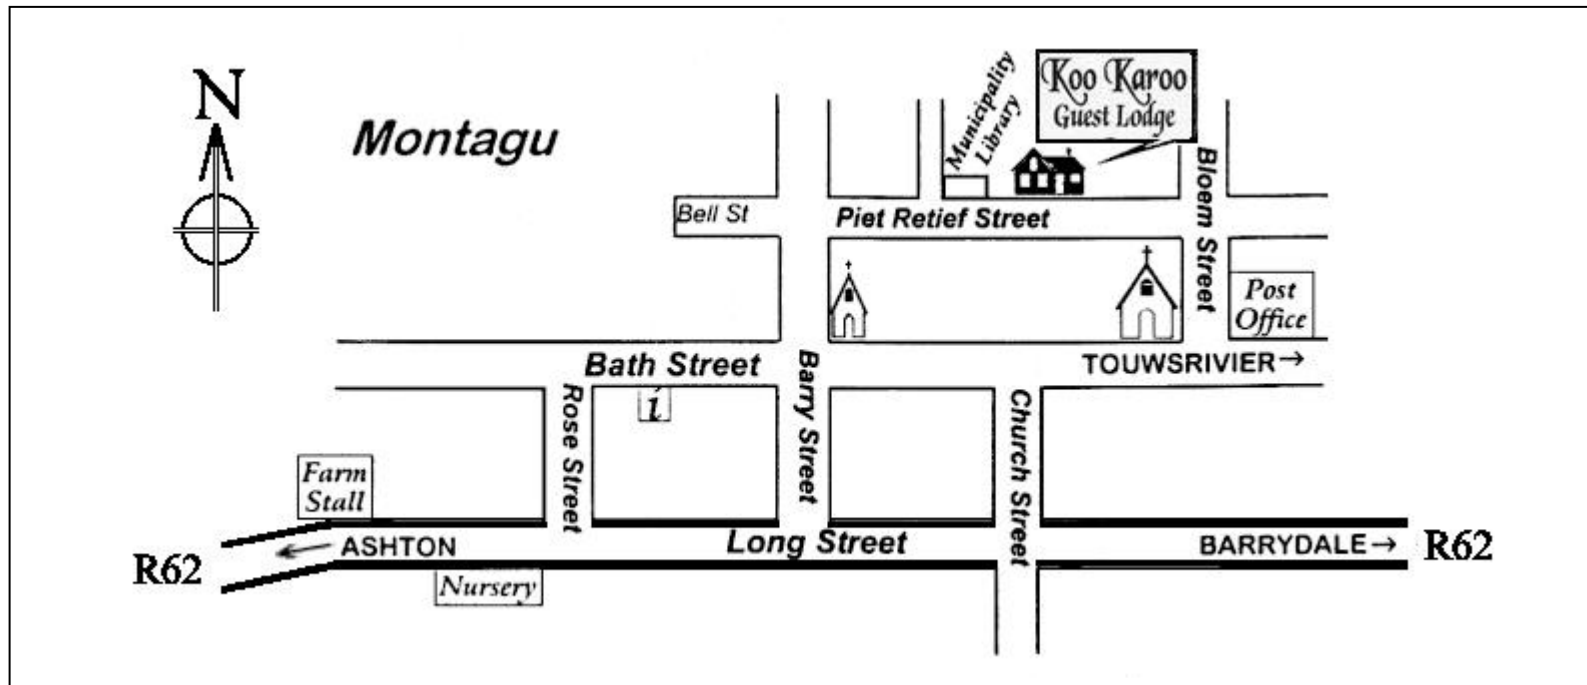 N
Montagu
Municipality
Library
Koo Karoo
Guest Lodge
Bell St
Piet Retief Street
Bloem Street
Post
Office
Bath Street
TOUWSRIVIER→
i
Rose Street
Barry Street
Church Street
Farm
Stall
R62
← ASHTON
Long Street
BARRYDALE→
R62
Nursery